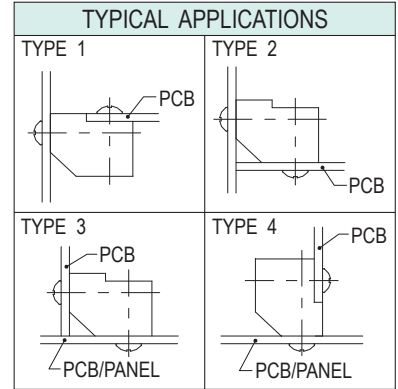 TYPICAL APPLICATIONS
TYPE 1
PCB
TYPE 2
PCB
TYPE 3
PCB
PCB/PANEL
TYPE 4
PCB
PCB/PANEL